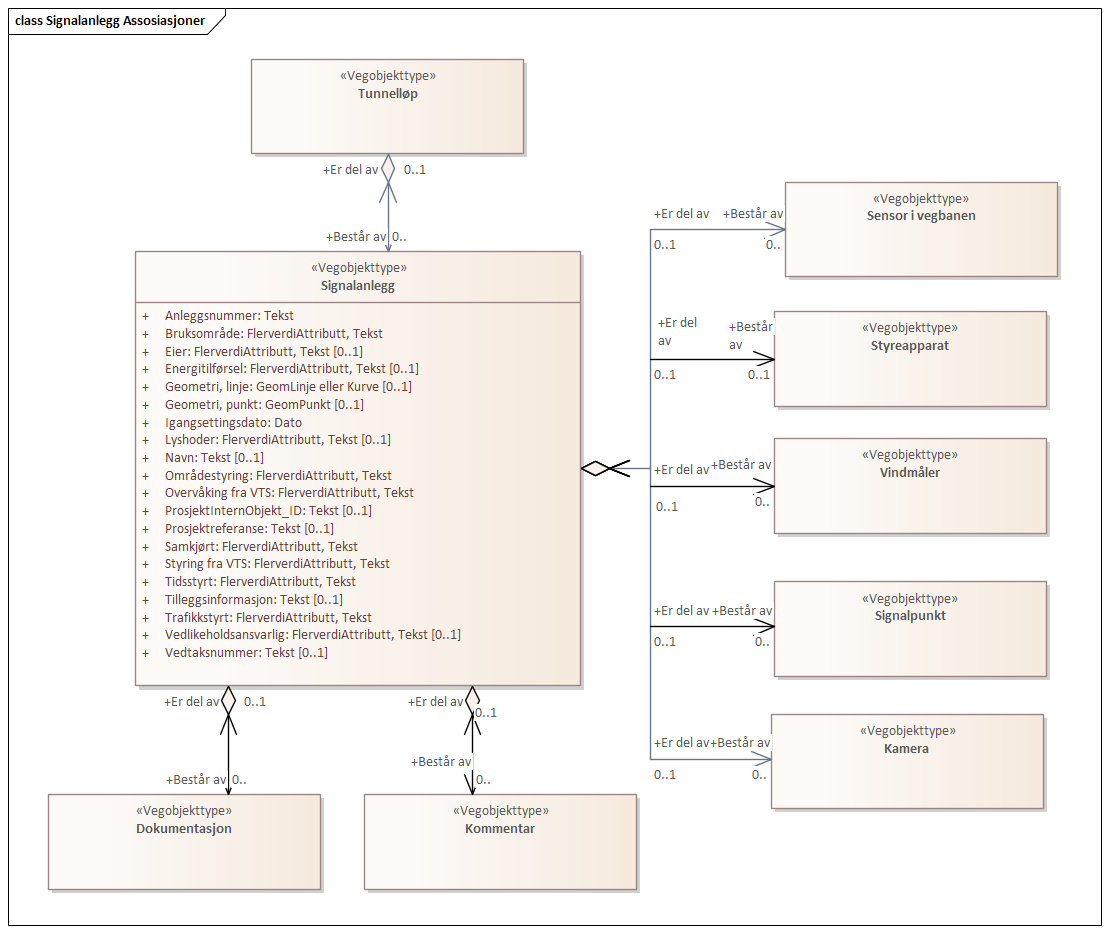 class Signalanlegg Assosiasjoner
«Vegobjekttype»
Tunnelløp
+Er del av
0..1
+Består av
0..
«Vegobjekttype»
Signalanlegg
+ Anleggsnummer: Tekst
+ Bruksområde: FlerverdiAttributt, Tekst
+ Eier: FlerverdiAttributt, Tekst [0..1]
+ Energitilførsel: FlerverdiAttributt, Tekst [0..1]
+ Geometri, linje: GeomLinje eller Kurve [0..1]
+ Geometri, punkt: GeomPunkt [0..1]
+ Igangsettingsdato: Dato
+ Lyshoder: FlerverdiAttributt, Tekst [0..1]
+ Navn: Tekst [0..1]
+ Områdestyring: FlerverdiAttributt, Tekst
+ Overvåking fra VTS: FlerverdiAttributt, Tekst
+ ProsjektInternObjekt_ID: Tekst [0..1]
+ Prosjektreferanse: Tekst [0..1]
+ Samkjørt: FlerverdiAttributt, Tekst
+ Styring fra VTS: FlerverdiAttributt, Tekst
+ Tidsstyrt: FlerverdiAttributt, Tekst
+ Tilleggsinformasjon: Tekst [0..1]
+ Trafikkstyrt: FlerverdiAttributt, Tekst
+ Vedlikeholdsansvarlig: FlerverdiAttributt, Tekst [0..1]
+ Vedtaksnummer: Tekst [0..1]
+Er del av
+Består av
0..1
0..
«Vegobjekttype»
Sensor i vegbanen
+Er del
av
+Består
av
0..1
0..1
«Vegobjekttype»
Styreapparat
+Er del av
+Består av
0..1
0..
«Vegobjekttype»
Vindmåler
+Er del av
+Består av
0..1
0..
«Vegobjekttype»
Signalpunkt
+Er del av
+Består av
0..1
0..
«Vegobjekttype»
Kamera
+Er del av
0..1
+Består av
0..
«Vegobjekttype»
Dokumentasjon
+Er del av
0..1
+Består av
0..
«Vegobjekttype»
Kommentar